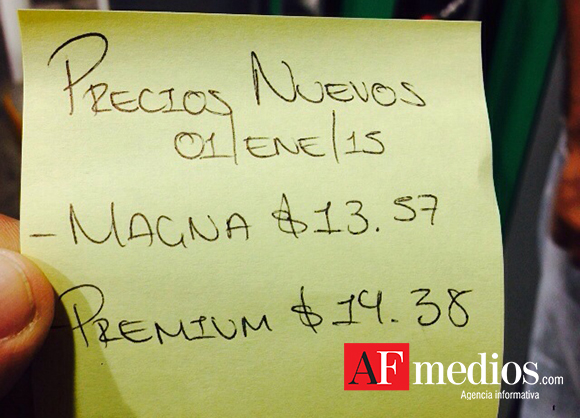 PRECIOS NUEVOS
01/ENE/15
- MAGNA $13.57
- PREMIUM $14.38
AFmedios.com
Agencia informativa